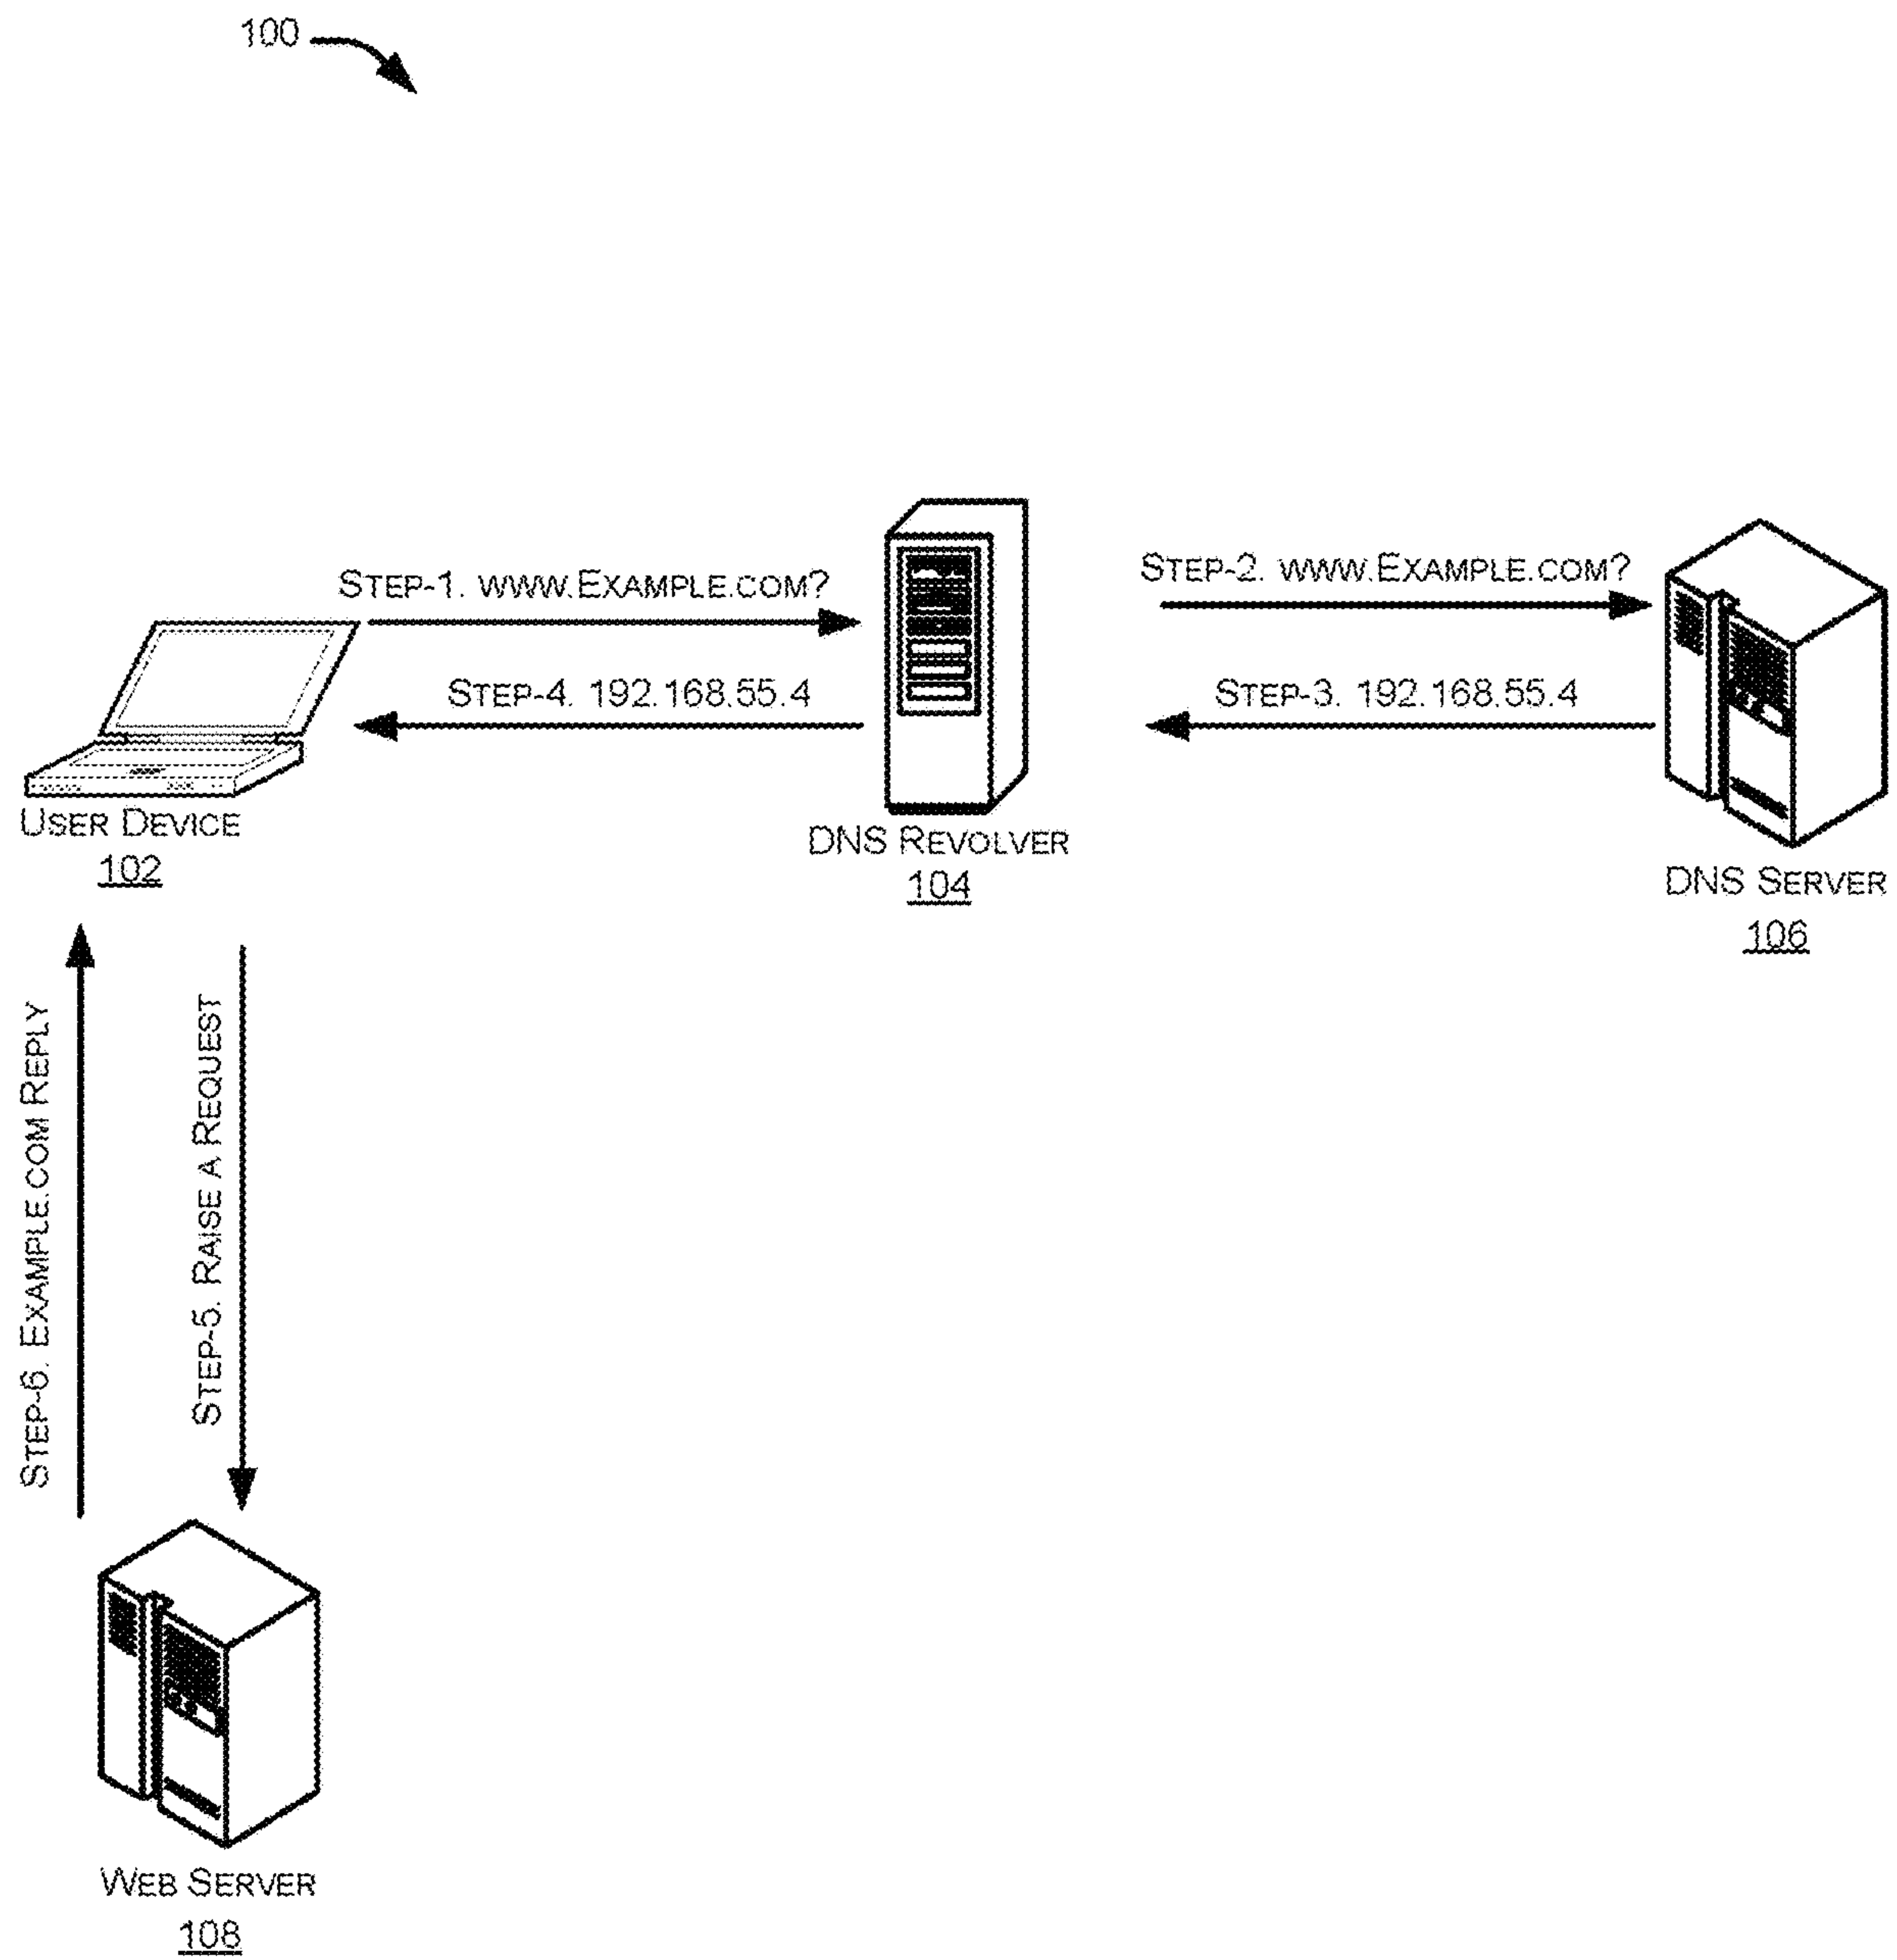 100
STEP-1. WWW.EXAMPLE.COM?
STEP-2. WWW.EXAMPLE.COM?
STEP-4. 192.168.55.4
STEP-3. 192.168.55.4
USER DEVICE
102
DNS REVOLVER
104
DNS SERVER
106
STEP-6. EXAMPLE.COM REPLY
STEP-5. RAISE A REQUEST
WEB SERVER
108